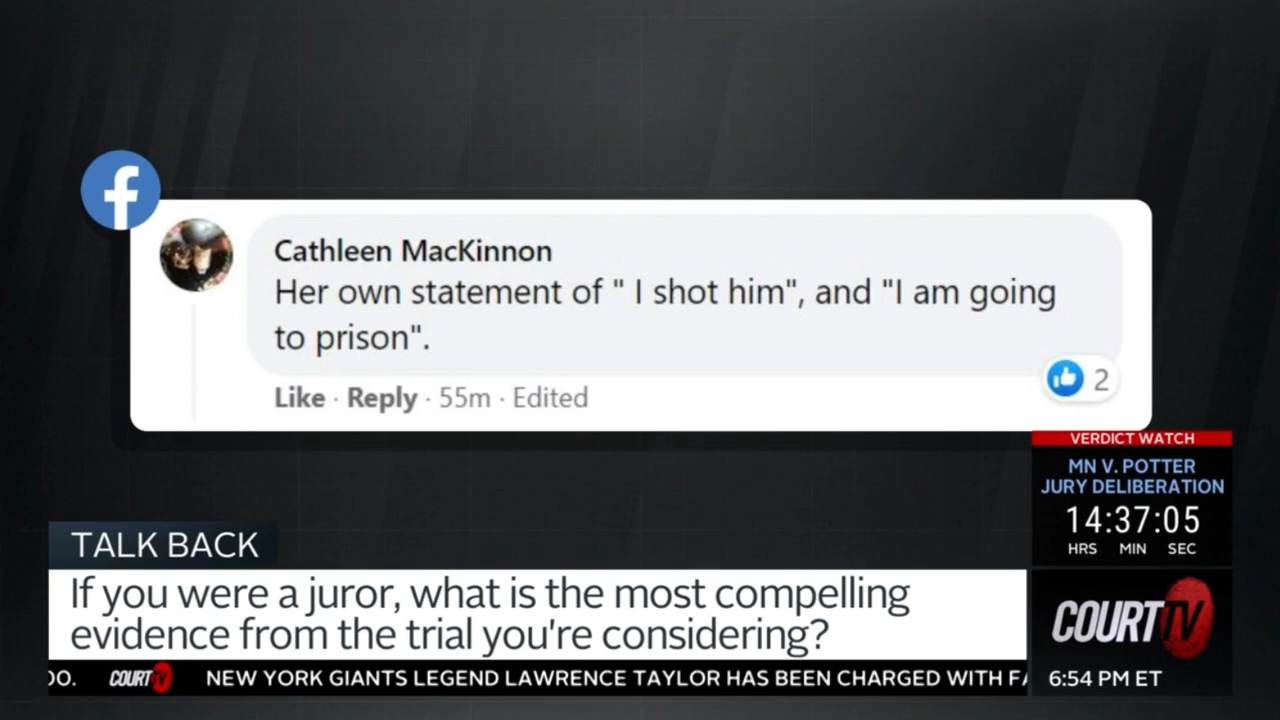 f
Cathleen MacKinnon
Her own statement of " I shot him", and "I am going
to prison".
Like · Reply · 55m · Edited
2
VERDICT WATCH
MN V. POTTER
JURY DELIBERATION
14:37:05
HRS MIN SEC
TALK BACK
If you were a juror, what is the most compelling
evidence from the trial you're considering?
COURT TV
6:54 PM ET
COURT TV NEW YORK GIANTS LEGEND LAWRENCE TAYLOR HAS BEEN CHARGED WITH